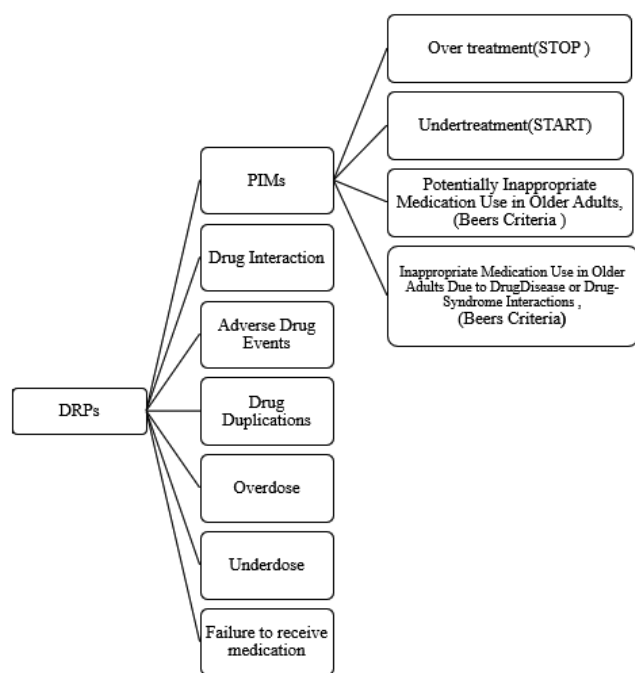 Over treatment(STOP )
Undertreatment(START)
PIMs
Potentially Inappropriate
Medication Use in Older Adults,
(Beers Criteria )
Drug Interaction
Inappropriate Medication Use in Older
Adults Due to DrugDisease or Drug-
Syndrome Interactions ,
(Beers Criteria)
Adverse Drug
Events
DRPs
Drug
Duplications
Overdose
Underdose
Failure to receive
medication